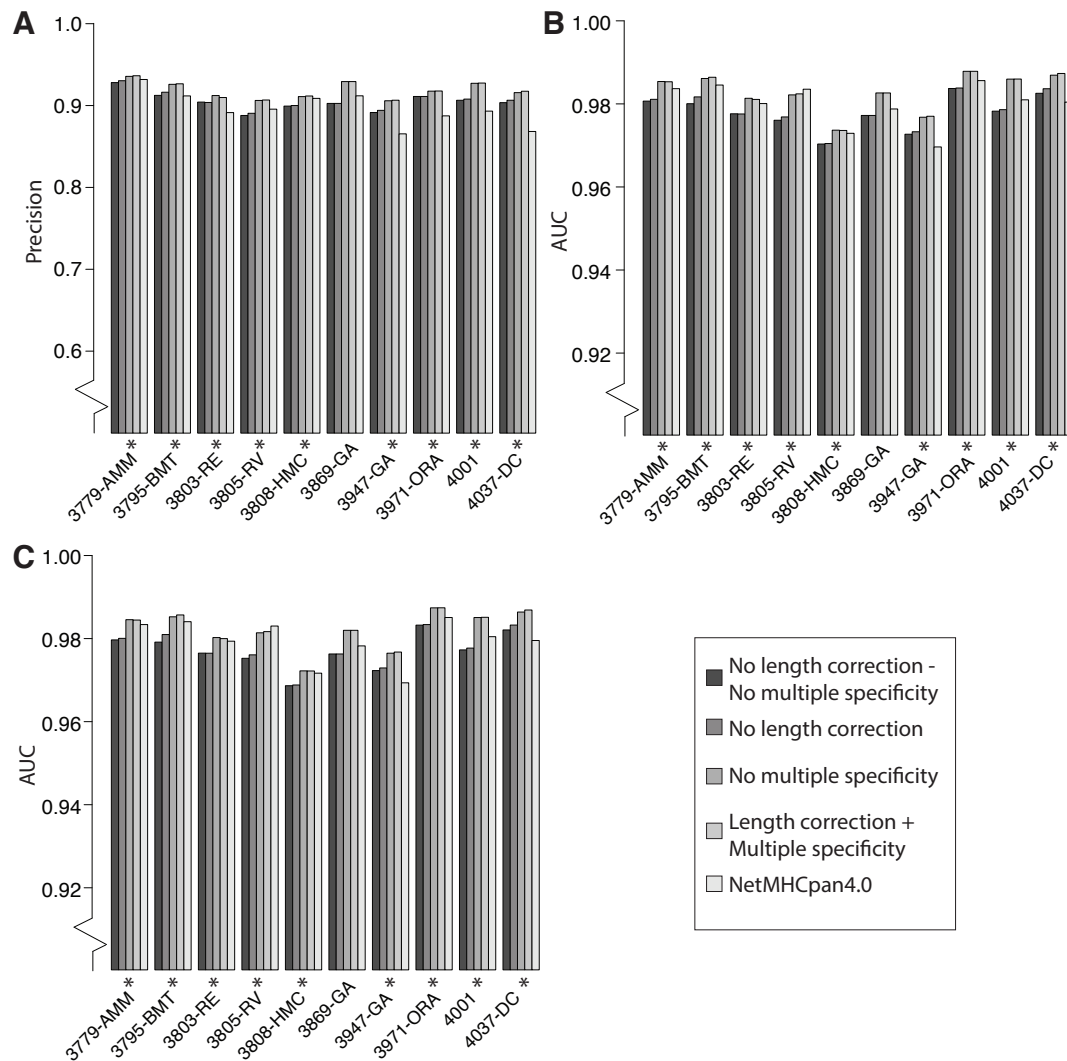 A
1.0
0.9
0.8
0.7
0.6
Precision
3779-AMM *
3795-BMT *
3803-RE *
3805-RV *
3808-HMC *
3869-GA
3947-GA *
3971-ORA *
4001 *
4037-DC *
B
1.00
0.98
0.96
0.94
0.92
AUC
3779-AMM *
3795-BMT *
3803-RE *
3805-RV *
3808-HMC *
3869-GA
3947-GA *
3971-ORA *
4001 *
4037-DC *
C
1.00
0.98
0.96
0.94
0.92
AUC
3779-AMM *
3795-BMT *
3803-RE *
3805-RV *
3808-HMC *
3869-GA
3947-GA *
3971-ORA *
4001 *
4037-DC *
No length correction -
No multiple specificity
No length correction
No multiple specificity
Length correction +
Multiple specificity
NetMHCpan4.0